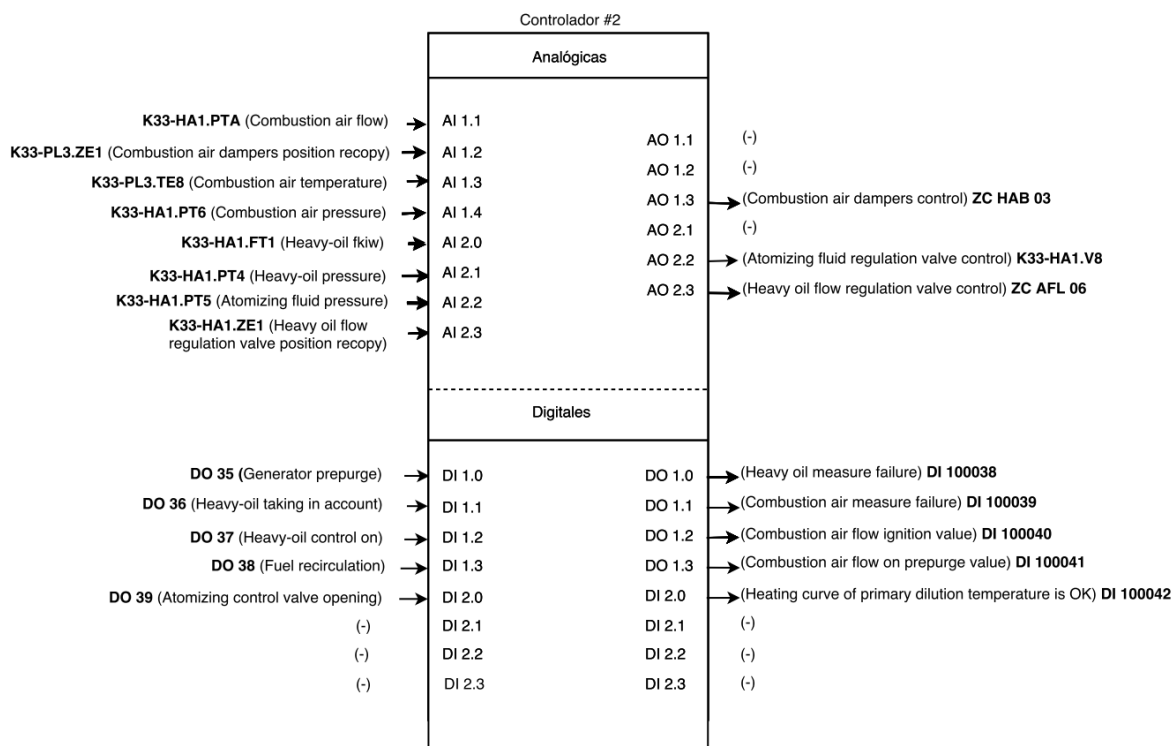 Controlador #2
Analógicas
K33-HA1.PTA (Combustion air flow) AI 1.1
AO 1.1 (-)
K33-PL3.ZE1 (Combustion air dampers position recopy) AI 1.2
AO 1.2 (-)
K33-PL3.TE8 (Combustion air temperature) AI 1.3
AO 1.3 (Combustion air dampers control) ZC HAB 03
K33-HA1.PT6 (Combustion air pressure) AI 1.4
AO 2.1 (-)
K33-HA1.FT1 (Heavy-oil fkiw) AI 2.0
AO 2.2 (Atomizing fluid regulation valve control) K33-HA1.V8
K33-HA1.PT4 (Heavy-oil pressure) AI 2.1
AO 2.3 (Heavy oil flow regulation valve control) ZC AFL 06
K33-HA1.PT5 (Atomizing fluid pressure) AI 2.2
K33-HA1.ZE1 (Heavy oil flow
regulation valve position recopy) AI 2.3
Digitales
DO 35 (Generator prepurge) DI 1.0 DO 1.0 (Heavy oil measure failure) DI 100038
DO 36 (Heavy-oil taking in account) DI 1.1 DO 1.1 (Combustion air measure failure) DI 100039
DO 37 (Heavy-oil control on) DI 1.2 DO 1.2 (Combustion air flow ignition value) DI 100040
DO 38 (Fuel recirculation) DI 1.3 DO 1.3 (Combustion air flow on prepurge value) DI 100041
DO 39 (Atomizing control valve opening) DI 2.0 DI 2.0 (Heating curve of primary dilution temperature is OK) DI 100042
(-) DI 2.1 DI 2.1 (-)
(-) DI 2.2 DI 2.2 (-)
(-) DI 2.3 DI 2.3 (-)